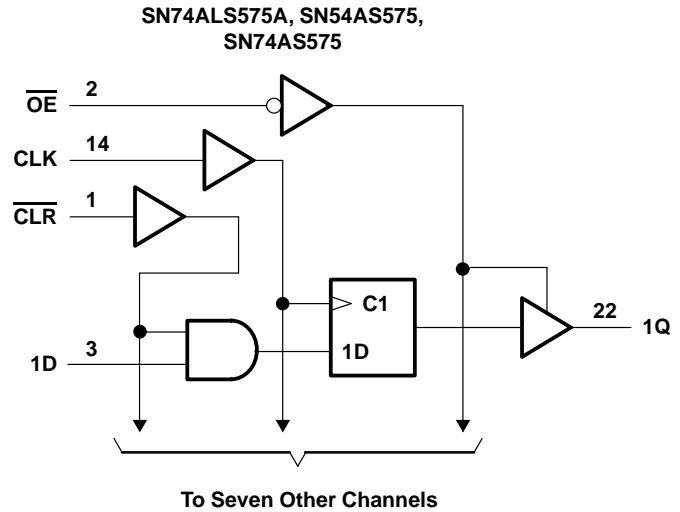 SN74ALS575A, SN54AS575,
SN74AS575
OE 2
CLK 14
CLR 1
C1
22 1Q
1D 3
1D
To Seven Other Channels